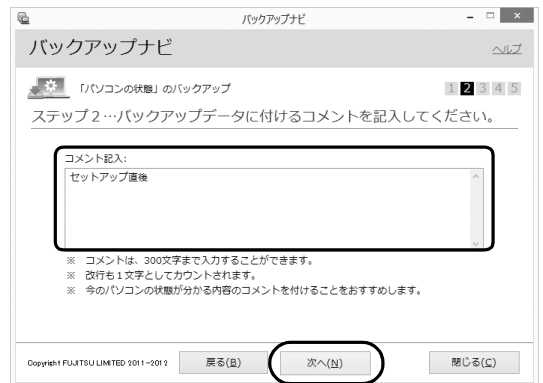 バックアップナビ
バックアップナビ
ヘルプ
「パソコンの状態」のバックアップ
1 2 3 4 5
ステップ2…バックアップデータに付けるコメントを記入してください。
コメント記入:
セットアップ直後
※ コメントは、300文字まで入力することができます。
※ 改行も1文字としてカウントされます。
※ 今のパソコンの状態が分かる内容のコメントを付けることをおすすめします。
Copyright FUJITSU LIMITED 2011-2012
戻る(B)
次へ(N)
閉じる(C)